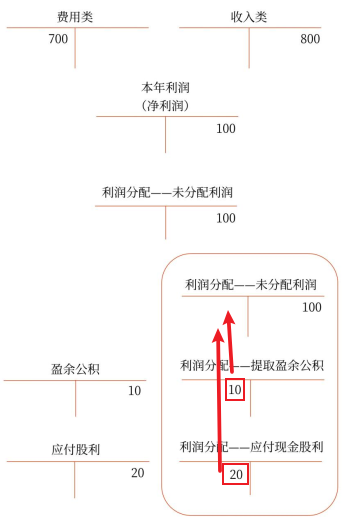 费用类 收入类
700 800
本年利润
（净利润）
100
利润分配——未分配利润
100
利润分配——未分配利润
100
盈余公积 利润分配——提取盈余公积
10 10
应付股利 利润分配——应付现金股利
20 20